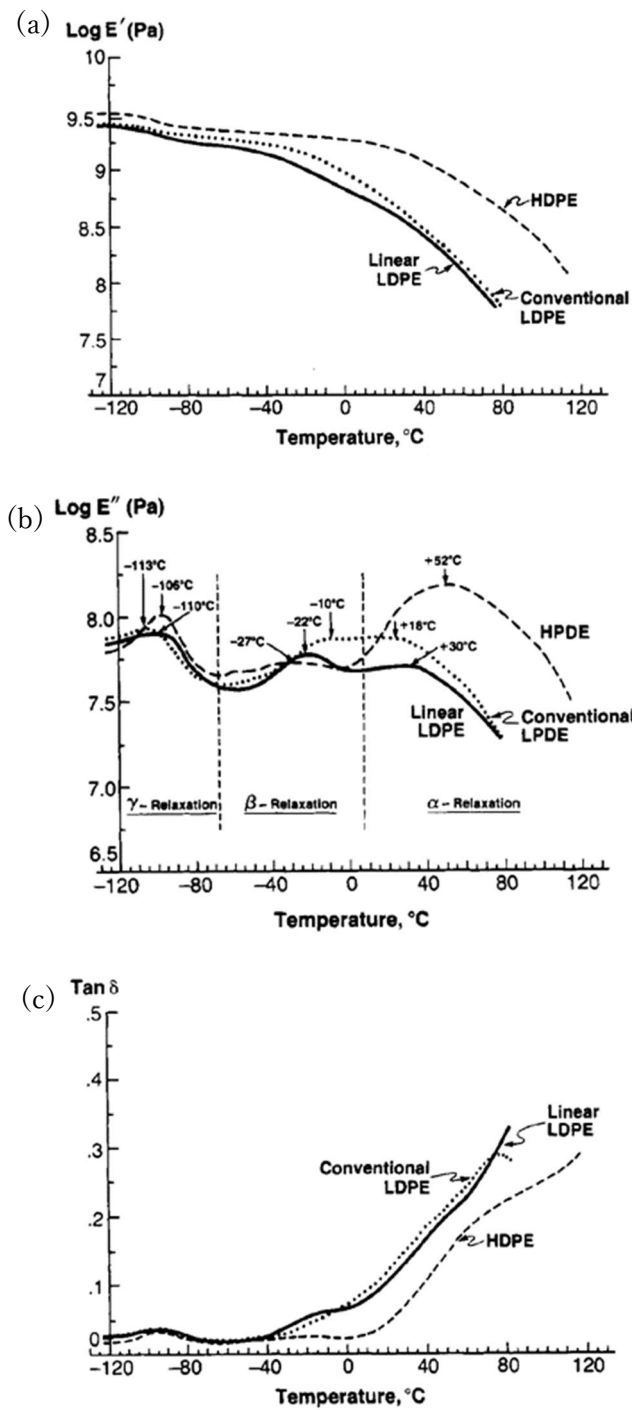 (a)
Log E′ (Pa)
9.5
9
8.5
8
7.5
7
HDPE
Linear
LDPE
Conventional
LDPE
−120 −80 −40 0 40 80 120
Temperature, °C
(b)
Log E″ (Pa)
8.5
8.0
7.5
7.0
6.5
−113°C
−106°C
−110°C
−27°C
−22°C
−10°C
+18°C
+30°C
+52°C
HPDE
Linear
LDPE
Conventional
LPDE
γ – Relaxation
β – Relaxation
α – Relaxation
−120 −80 −40 0 40 80 120
Temperature, °C
(c)
Tan δ
.5
.4
.3
.2
.1
0
Linear
LDPE
Conventional
LDPE
HDPE
−120 −80 −40 0 40 80 120
Temperature, °C